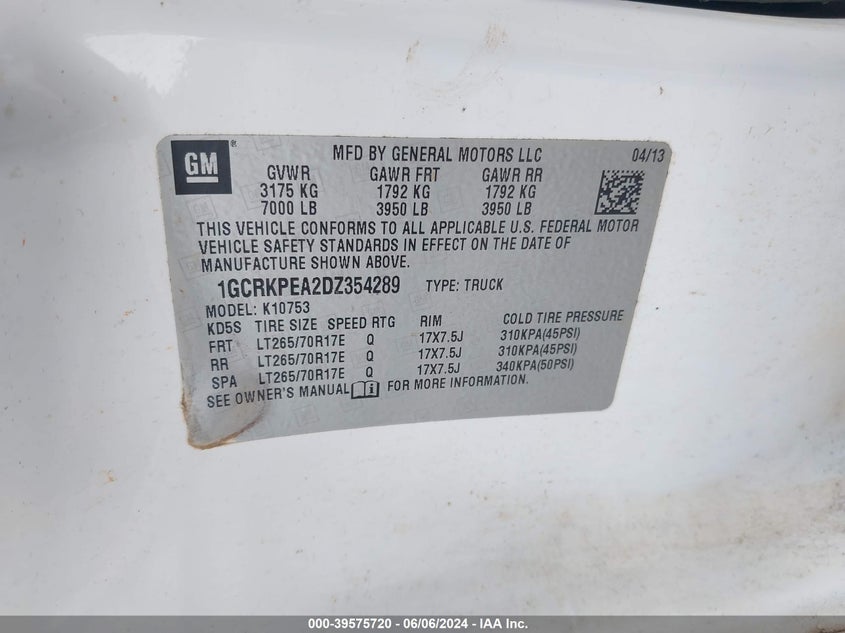 GM
MFD BY GENERAL MOTORS LLC 04/13
GVWR GAWR FRT GAWR RR
3175 KG 1792 KG 1792 KG
7000 LB 3950 LB 3950 LB
THIS VEHICLE CONFORMS TO ALL APPLICABLE U.S. FEDERAL MOTOR
VEHICLE SAFETY STANDARDS IN EFFECT ON THE DATE OF
MANUFACTURE SHOWN ABOVE.
1GCRKPEA2DZ354289 TYPE: TRUCK
MODEL: K10753
KD5S TIRE SIZE SPEED RTG RIM COLD TIRE PRESSURE
FRT LT265/70R17E Q 17X7.5J 310KPA(45PSI)
RR LT265/70R17E Q 17X7.5J 310KPA(45PSI)
SPA LT265/70R17E Q 17X7.5J 340KPA(50PSI)
SEE OWNER'S MANUAL FOR MORE INFORMATION.
000-39575720 - 06/06/2024 - IAA Inc.